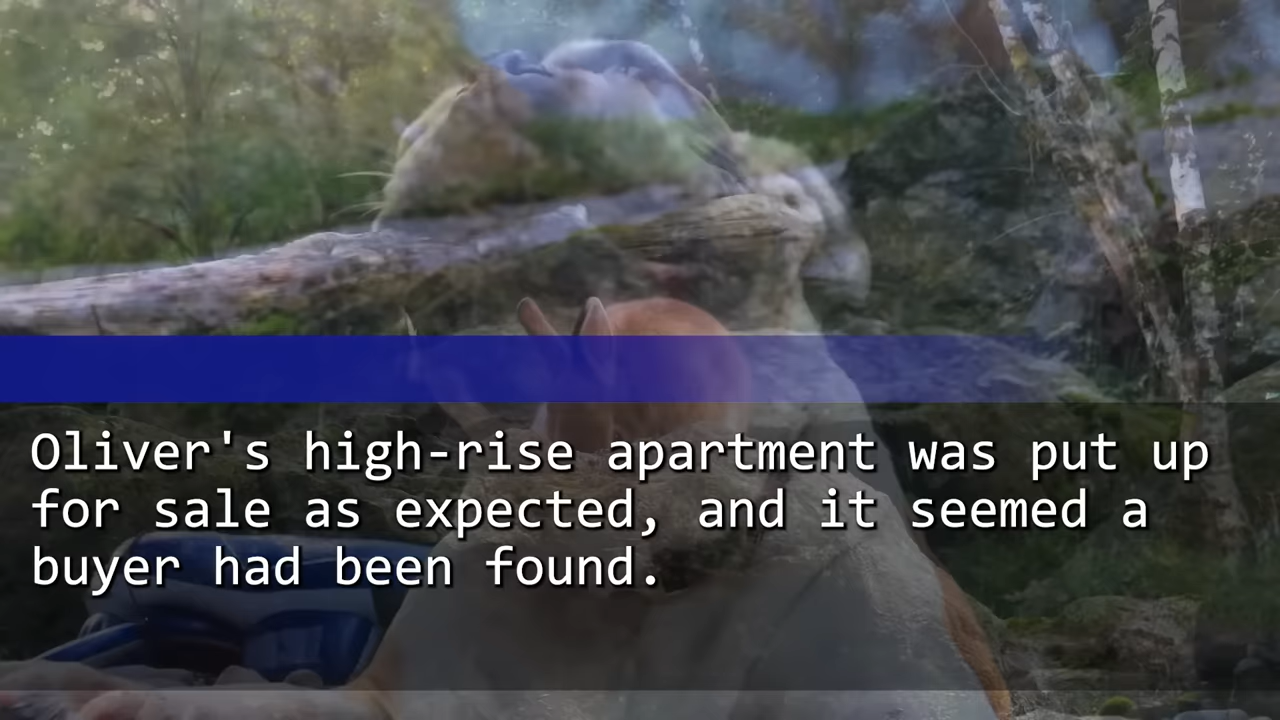 Oliver's high-rise apartment was put up
for sale as expected, and it seemed a
buyer had been found.